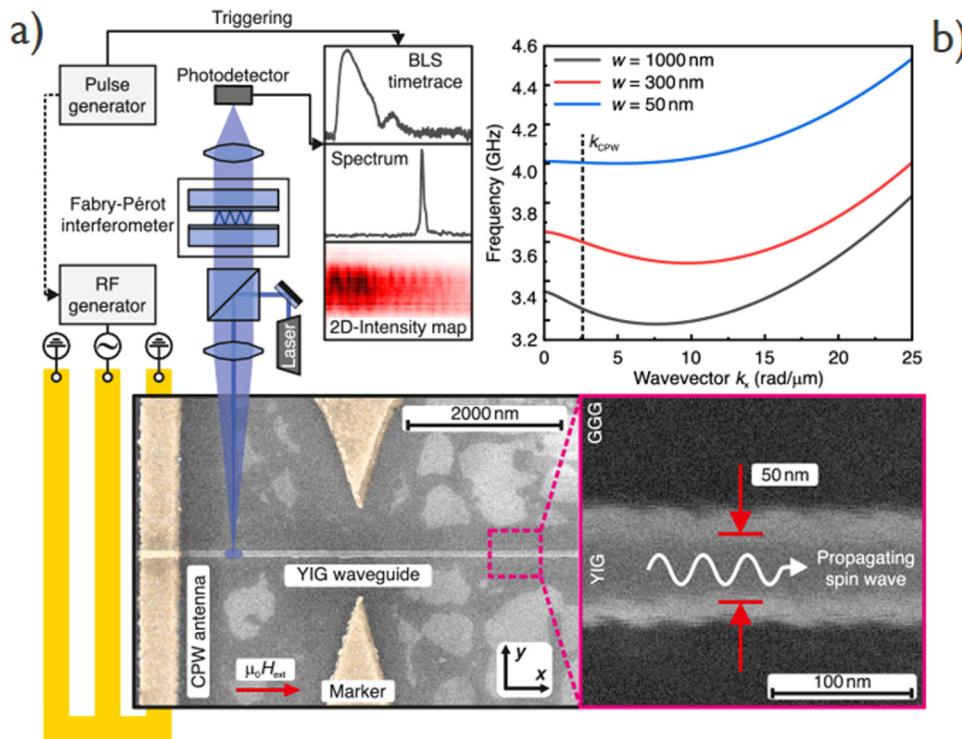 a)
Triggering
Pulse
generator
Photodetector
BLS
timetrace
Spectrum
Fabry-Pérot
interferometer
RF
generator
Laser
2D-Intensity map
b)
4.6
4.4
4.2
4.0
3.8
3.6
3.4
3.2
Frequency (GHz)
w = 1000 nm
w = 300 nm
w = 50 nm
k_CPW
0
5
10
15
20
25
Wavevector k_x (rad/μm)
2000 nm
CPW antenna
YIG waveguide
μ₀H_ext
Marker
y
x
GGG
50 nm
YIG
Propagating
spin wave
100 nm